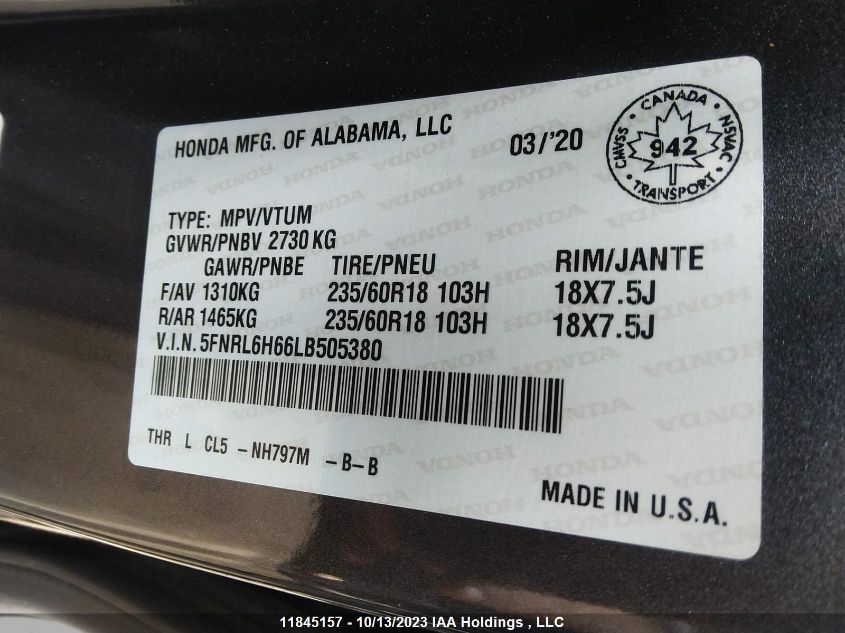 HONDA MFG. OF ALABAMA, LLC
03/'20
CANADA
CMVSS 942 NSVAC
TRANSPORT
TYPE: MPV/VTUM
GVWR/PNBV 2730 KG
GAWR/PNBE TIRE/PNEU RIM/JANTE
F/AV 1310KG 235/60R18 103H 18X7.5J
R/AR 1465KG 235/60R18 103H 18X7.5J
V.I.N. 5FNRL6H66LB505380
THR L CL5 -NH797M -B-B
MADE IN U.S.A.
11845157 - 10/13/2023 IAA Holdings , LLC